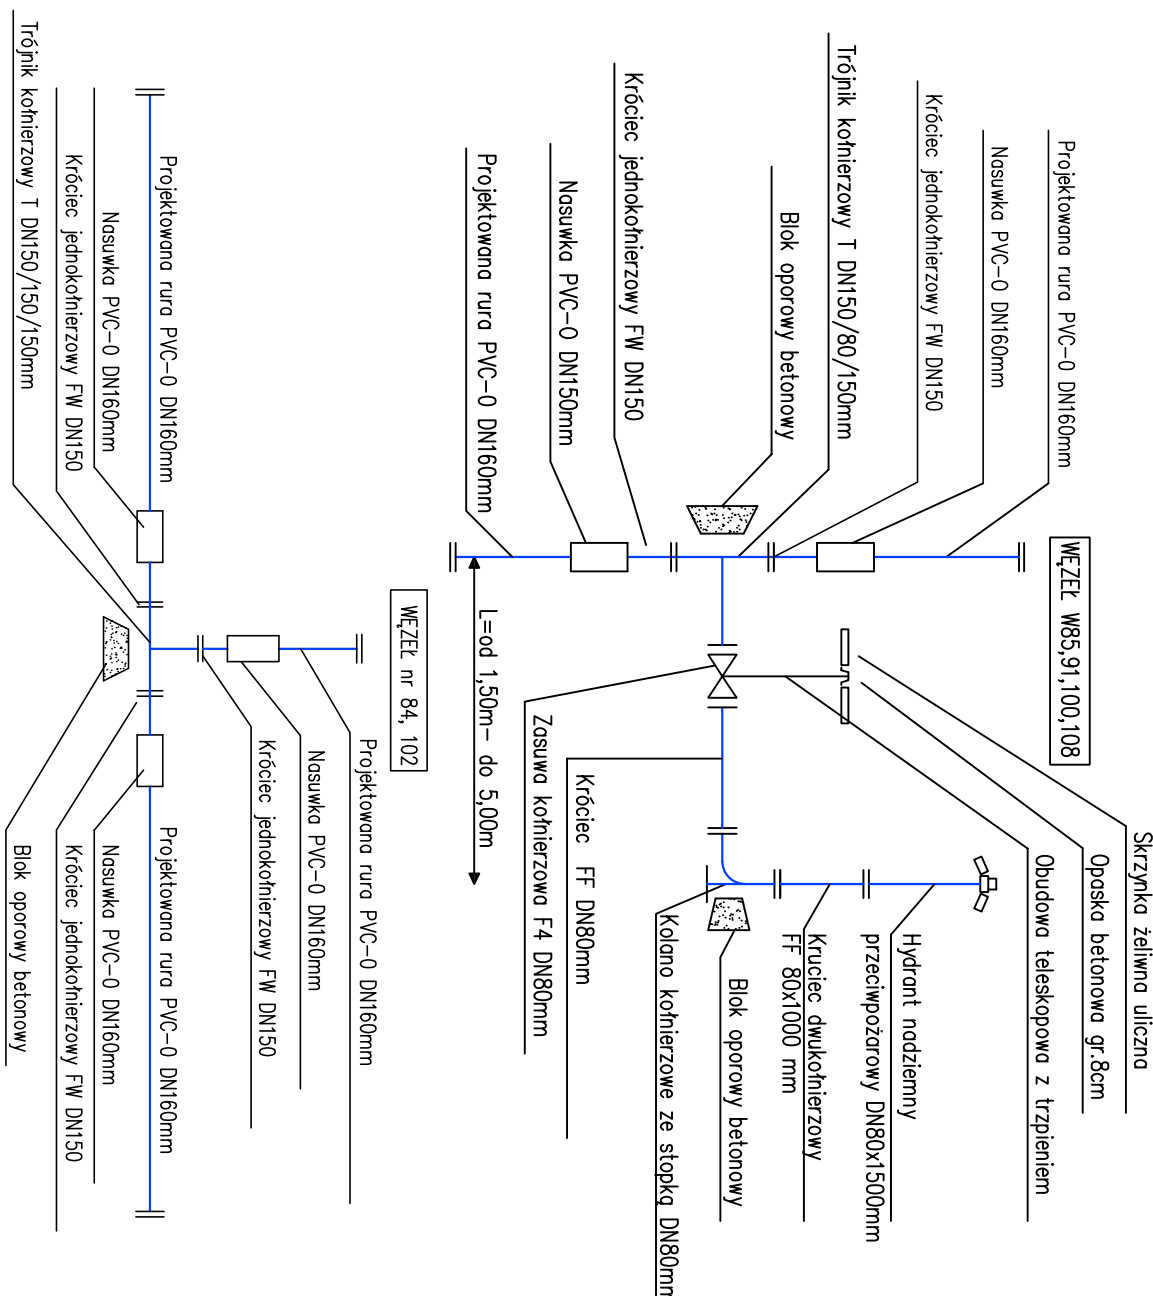 WĘZEŁ W85,91,100,108
Projektowana rura PVC-O DN160mm
Nasuwka PVC-O DN160mm
Króciec jednokołnierzowy FW DN150
Trójnik kołnierzowy T DN150/80/150mm
Blok oporowy betonowy
Króciec jednokołnierzowy FW DN150
Nasuwka PVC-O DN150mm
Projektowana rura PVC-O DN160mm
Skrzynka żeliwna uliczna
Opaska betonowa gr.8cm
Obudowa teleskopowa z trzpieniem
Hydrant nadziemny
przeciwpożarowy DN80x1500mm
Kruciec dwukołnierzowy
FF 80x1000 mm
Blok oporowy betonowy
Kolano kołnierzowe ze stopką DN80mm
Króciec FF DN80mm
Zasuwa kołnierzowa F4 DN80mm
L=od 1,50m- do 5,00m
WĘZEŁ nr 84, 102
Projektowana rura PVC-O DN160mm
Nasuwka PVC-O DN160mm
Króciec jednokołnierzowy FW DN150
Projektowana rura PVC-O DN160mm
Nasuwka PVC-O DN160mm
Króciec jednokołnierzowy FW DN150
Trójnik kołnierzowy T DN150/150/150mm
Projektowana rura PVC-O DN160mm
Nasuwka PVC-O DN160mm
Króciec jednokołnierzowy FW DN150
Blok oporowy betonowy